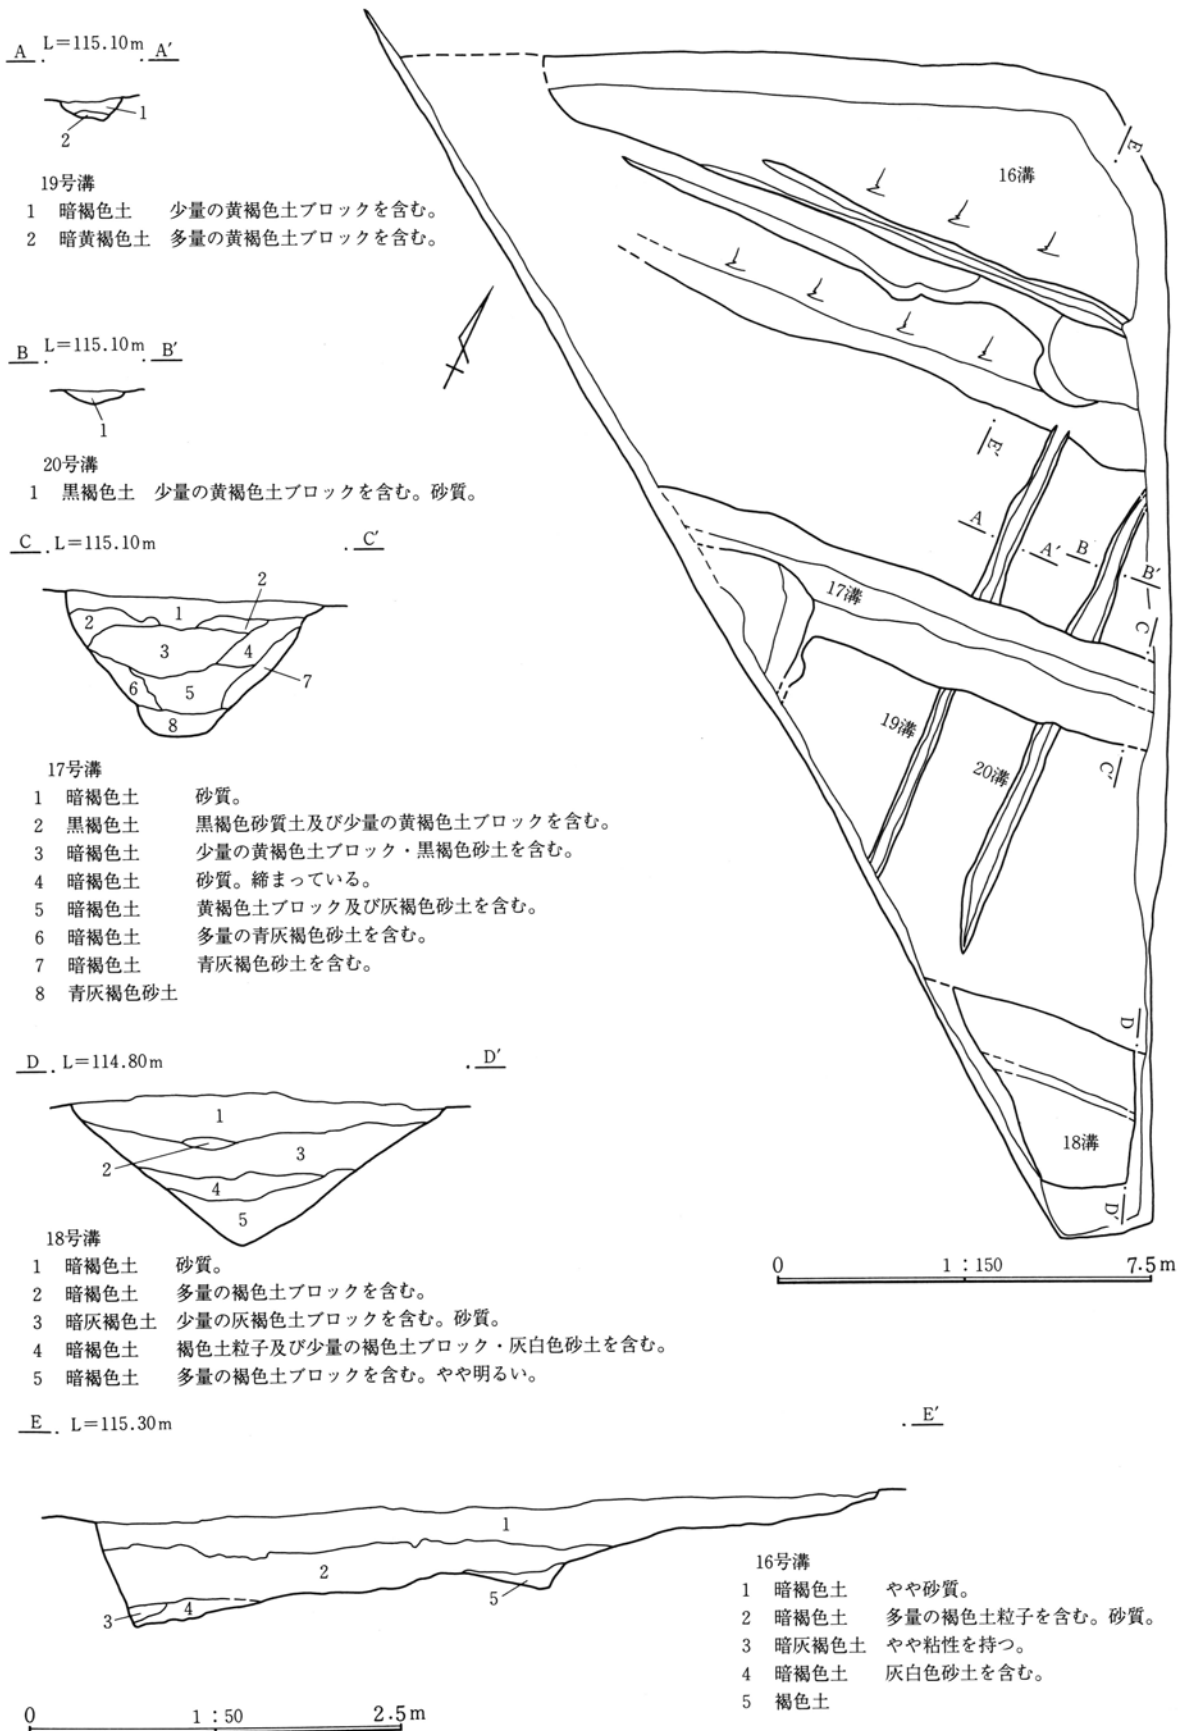 A L=115.10m A′
1
2
19号溝
1 暗褐色土 少量の黄褐色土ブロックを含む。
2 暗黄褐色土 多量の黄褐色土ブロックを含む。
B L=115.10m B′
1
20号溝
1 黒褐色土 少量の黄褐色土ブロックを含む。砂質。
C L=115.10m C′
2
2 1
3 4
7
6 5
8
17号溝
1 暗褐色土 砂質。
2 黒褐色土 黒褐色砂質土及び少量の黄褐色土ブロックを含む。
3 暗褐色土 少量の黄褐色土ブロック・黒褐色砂土を含む。
4 暗褐色土 砂質。締まっている。
5 暗褐色土 黄褐色土ブロック及び灰褐色砂土を含む。
6 暗褐色土 多量の青灰褐色砂土を含む。
7 暗褐色土 青灰褐色砂土を含む。
8 青灰褐色砂土
D L=114.80m D′
1
2 3
4
5
18号溝
1 暗褐色土 砂質。
2 暗褐色土 多量の褐色土ブロックを含む。
3 暗灰褐色土 少量の灰褐色土ブロックを含む。砂質。
4 暗褐色土 褐色土粒子及び少量の褐色土ブロック・灰白色砂土を含む。
5 暗褐色土 多量の褐色土ブロックを含む。やや明るい。
E
16溝
E′
A A′ B B′
17溝
C
19溝
20溝
C′
D
18溝
D′
0 1：150 7.5m
E L=115.30m E′
1
2
3 4 5
16号溝
1 暗褐色土 やや砂質。
2 暗褐色土 多量の褐色土粒子を含む。砂質。
3 暗灰褐色土 やや粘性を持つ。
4 暗褐色土 灰白色砂土を含む。
5 褐色土
0 1：50 2.5m